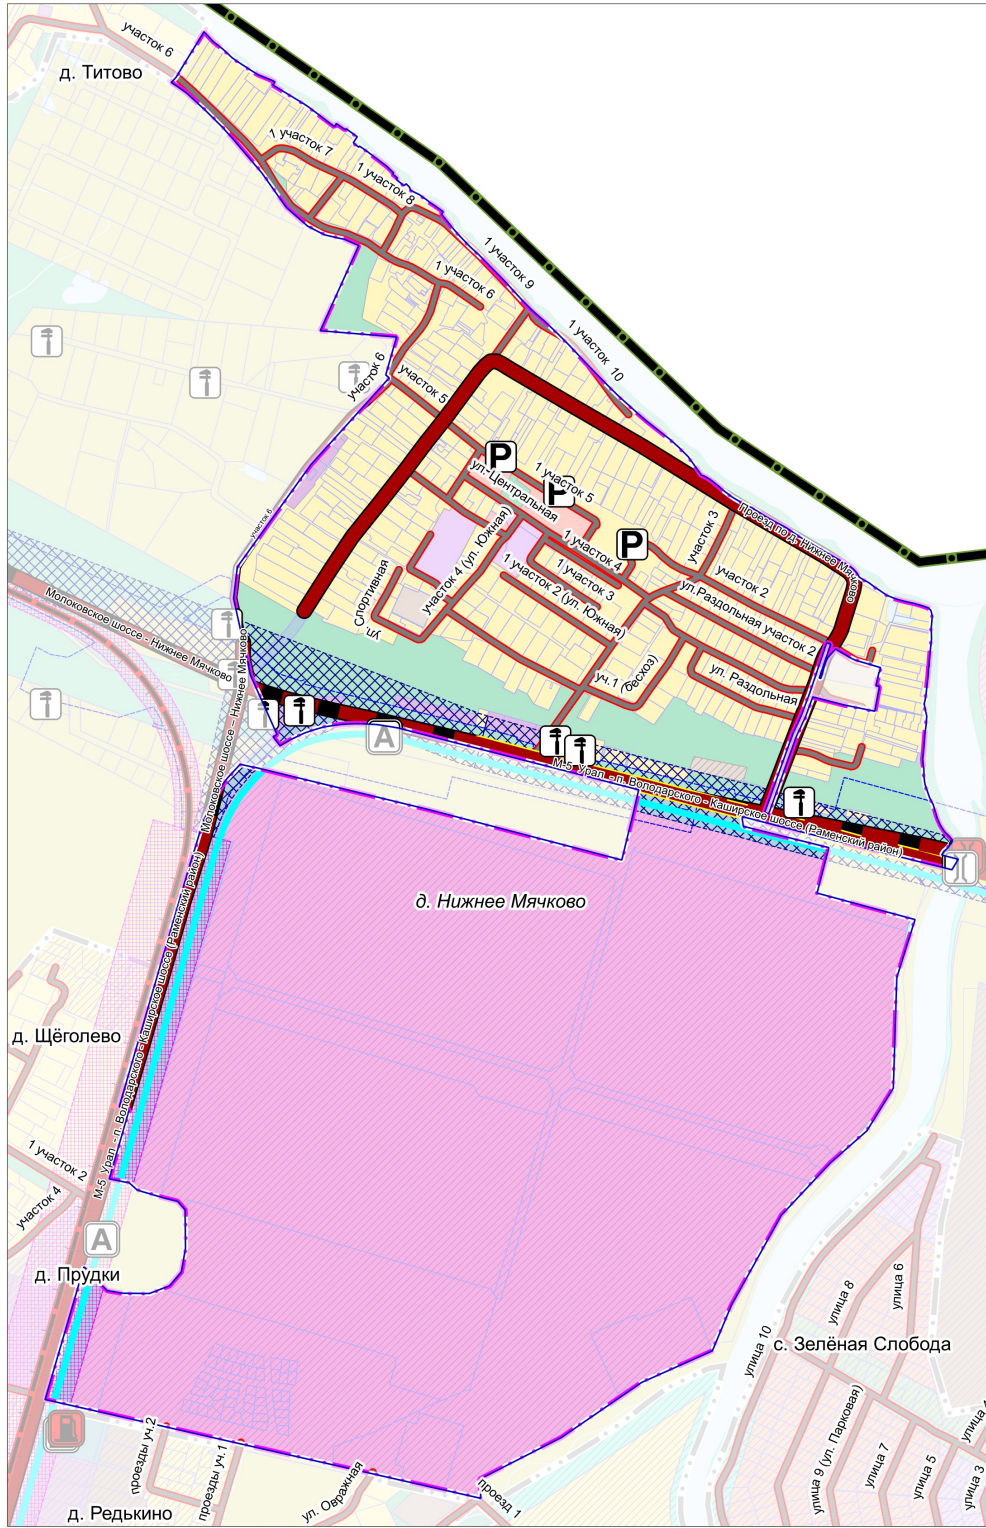 участок 6
д. Титово
1 участок 7
1 участок 8
1 участок 9
1 участок 6
1 участок 10
участок 6
участок 5
P
1 участок 5
ул. Центральная
P
P
участок 6
Проезд по д. Нижнее Мячково
участок 3
1 участок 4
участок 4 (ул. Южная)
1 участок 3
1 участок 2 (ул. Южная)
участок 2
ул.Раздольная участок 2
ул. Спортивная
Молоковское шоссе - Нижнее Мячково
Молоковское шоссе – Нижнее Мячково
уч.1 (бесхоз)
ул. Раздольная
А
М-5 Урал - п. Володарского - Каширское шоссе (Раменский район)
д. Нижнее Мячково
М-5 Урал - п. Володарского - Каширское шоссе (Раменский район)
д. Щёголево
1 участок 2
участок 4
А
д. Прудки
улица 8
улица 6
улица 10
с. Зелёная Слобода
улица 9 (ул. Парковая)
улица 7
улица 5
улица 3
проезды уч.2
проезды уч.1
ул. Овражная
проезд 1
д. Редькино